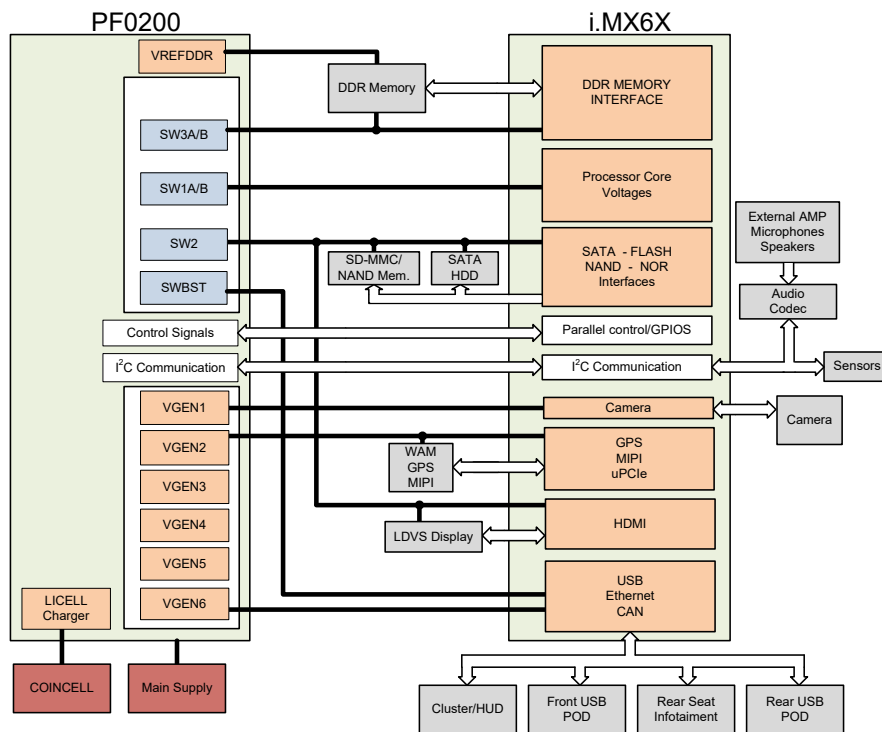 PF0200
i.MX6X
VREFDDR
DDR Memory
DDR MEMORY
INTERFACE
SW3A/B
SW1A/B
Processor Core
Voltages
SW2
SWBST
SD-MMC/
NAND Mem.
SATA
HDD
SATA - FLASH
NAND - NOR
Interfaces
External AMP
Microphones
Speakers
Audio
Codec
Control Signals
Parallel control/GPIOS
I²C Communication
I²C Communication
Sensors
VGEN1
Camera
Camera
VGEN2
WAM
GPS
MIPI
GPS
MIPI
uPCIe
VGEN3
VGEN4
LDVS Display
HDMI
VGEN5
VGEN6
USB
Ethernet
CAN
LICELL
Charger
COINCELL
Main Supply
Cluster/HUD
Front USB
POD
Rear Seat
Infotaiment
Rear USB
POD